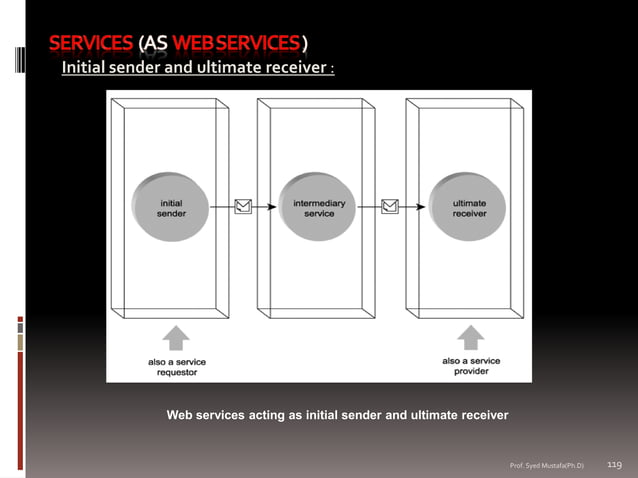 SERVICES (AS WEB SERVICES)
Initial sender and ultimate receiver :
initial
sender
intermediary
service
ultimate
receiver
also a service
requestor
also a service
provider
Web services acting as initial sender and ultimate receiver
Prof. Syed Mustafa(Ph.D) 119